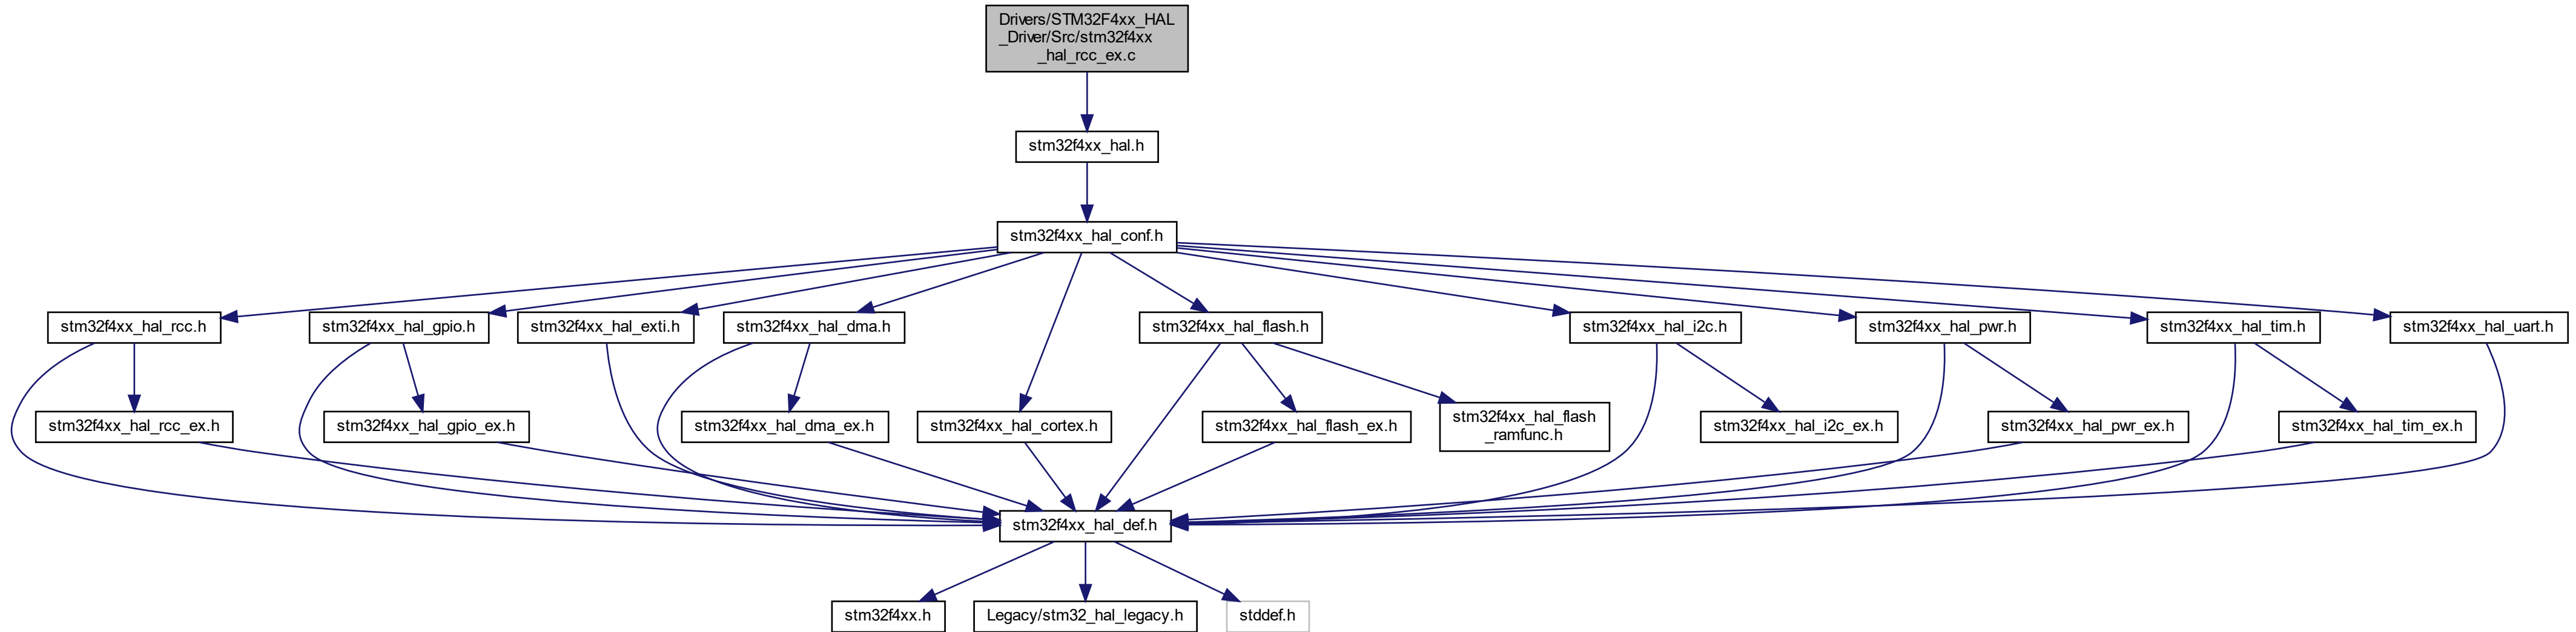 Drivers/STM32F4xx_HAL
_Driver/Src/stm32f4xx
_hal_rcc_ex.c
stm32f4xx_hal.h
stm32f4xx_hal_conf.h
stm32f4xx_hal_rcc.h
stm32f4xx_hal_gpio.h
stm32f4xx_hal_exti.h
stm32f4xx_hal_dma.h
stm32f4xx_hal_flash.h
stm32f4xx_hal_i2c.h
stm32f4xx_hal_pwr.h
stm32f4xx_hal_tim.h
stm32f4xx_hal_uart.h
stm32f4xx_hal_rcc_ex.h
stm32f4xx_hal_gpio_ex.h
stm32f4xx_hal_dma_ex.h
stm32f4xx_hal_cortex.h
stm32f4xx_hal_flash_ex.h
stm32f4xx_hal_flash
_ramfunc.h
stm32f4xx_hal_i2c_ex.h
stm32f4xx_hal_pwr_ex.h
stm32f4xx_hal_tim_ex.h
stm32f4xx_hal_def.h
stm32f4xx.h
Legacy/stm32_hal_legacy.h
stddef.h